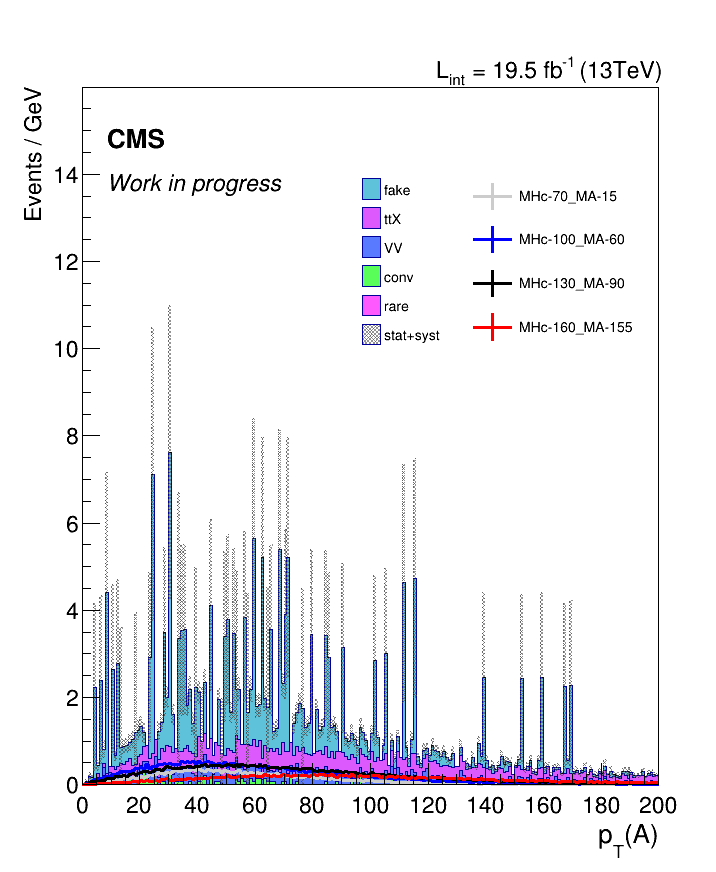 L_int = 19.5 fb^-1 (13TeV)
Events / GeV
CMS
Work in progress
fake
ttX
VV
conv
rare
stat+syst
MHc-70_MA-15
MHc-100_MA-60
MHc-130_MA-90
MHc-160_MA-155
14
12
10
8
6
4
2
0
0 20 40 60 80 100 120 140 160 180 200
p_T(A)